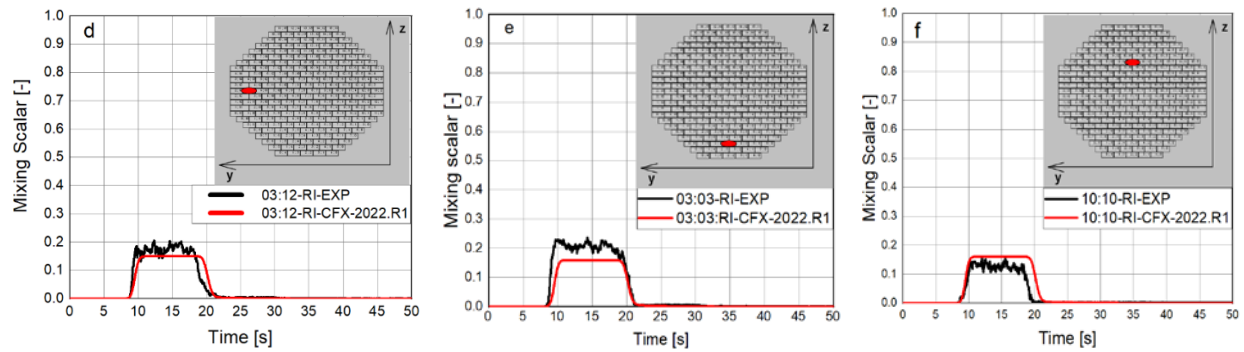 d
Mixing Scalar [-]
1.0
0.9
0.8
0.7
0.6
0.5
0.4
0.3
0.2
0.1
0.0
z
y
03:12-RI-EXP
03:12-RI-CFX-2022.R1
0 5 10 15 20 25 30 35 40 45 50
Time [s]
e
Mixing scalar [-]
1.0
0.9
0.8
0.7
0.6
0.5
0.4
0.3
0.2
0.1
0.0
z
y
03:03-RI-EXP
03:03:RI-CFX-2022.R1
0 5 10 15 20 25 30 35 40 45 50
Time [s]
f
Mixing Scalar [-]
1.0
0.9
0.8
0.7
0.6
0.5
0.4
0.3
0.2
0.1
0.0
z
y
10:10-RI-EXP
10:10-RI-CFX-2022.R1
0 5 10 15 20 25 30 35 40 45 50
Time [s]